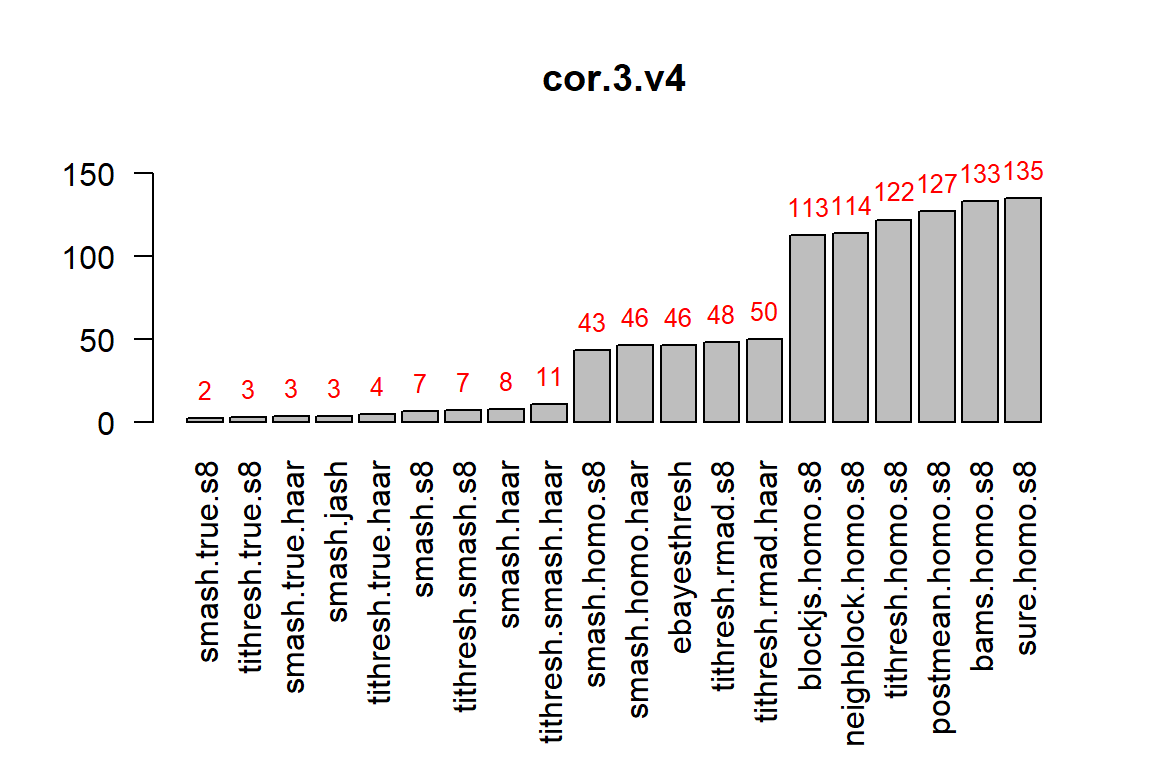 cor.3.v4
150
100
50
0
2
3
3
3
4
7
7
8
11
43
46
46
48
50
113
114
122
127
133
135
smash.true.s8
tithresh.true.s8
smash.true.haar
smash.jash
tithresh.true.haar
smash.s8
tithresh.smash.s8
smash.haar
tithresh.smash.haar
smash.homo.s8
smash.homo.haar
ebayesthresh
tithresh.rmad.s8
tithresh.rmad.haar
blockjs.homo.s8
neighblock.homo.s8
tithresh.homo.s8
postmean.homo.s8
bams.homo.s8
sure.homo.s8